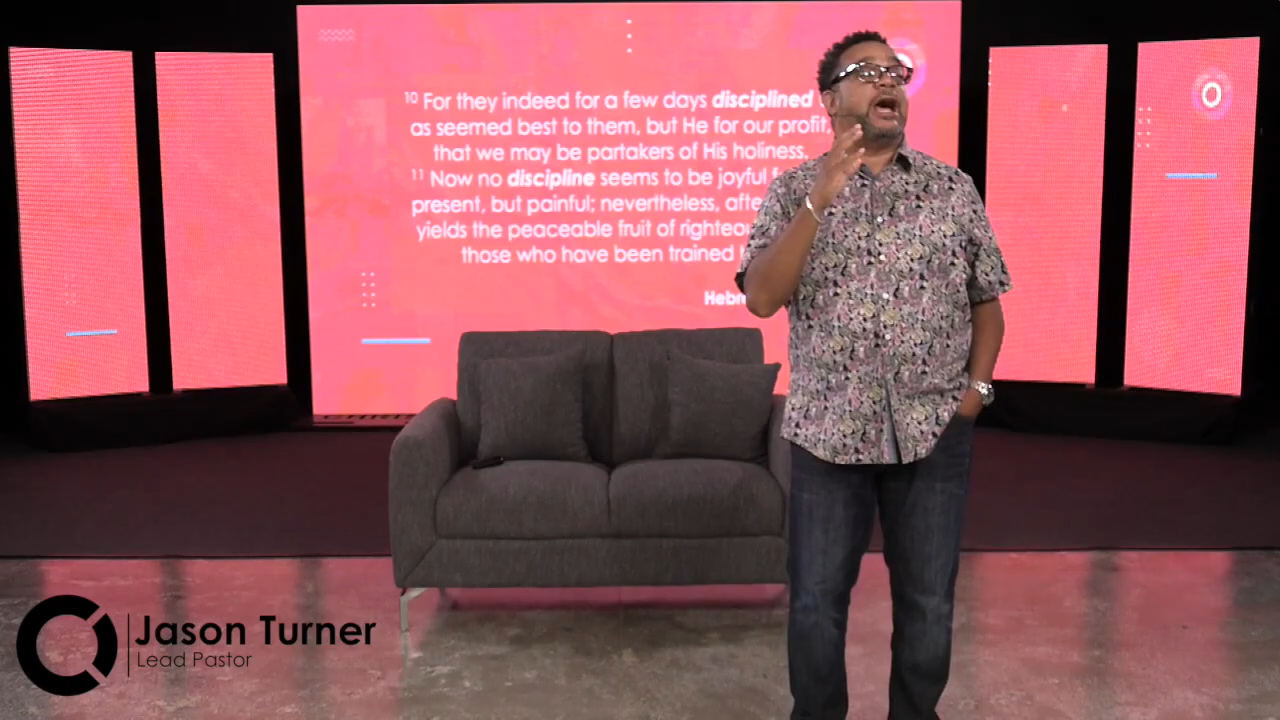 10 For they indeed for a few days disciplined
as seemed best to them, but He for our profit,
that we may be partakers of His holiness.
11 Now no discipline seems to be joyful
present, but painful; nevertheless,
yields the peaceable fruit of
those who have been trained
Jason Turner
Lead Pastor